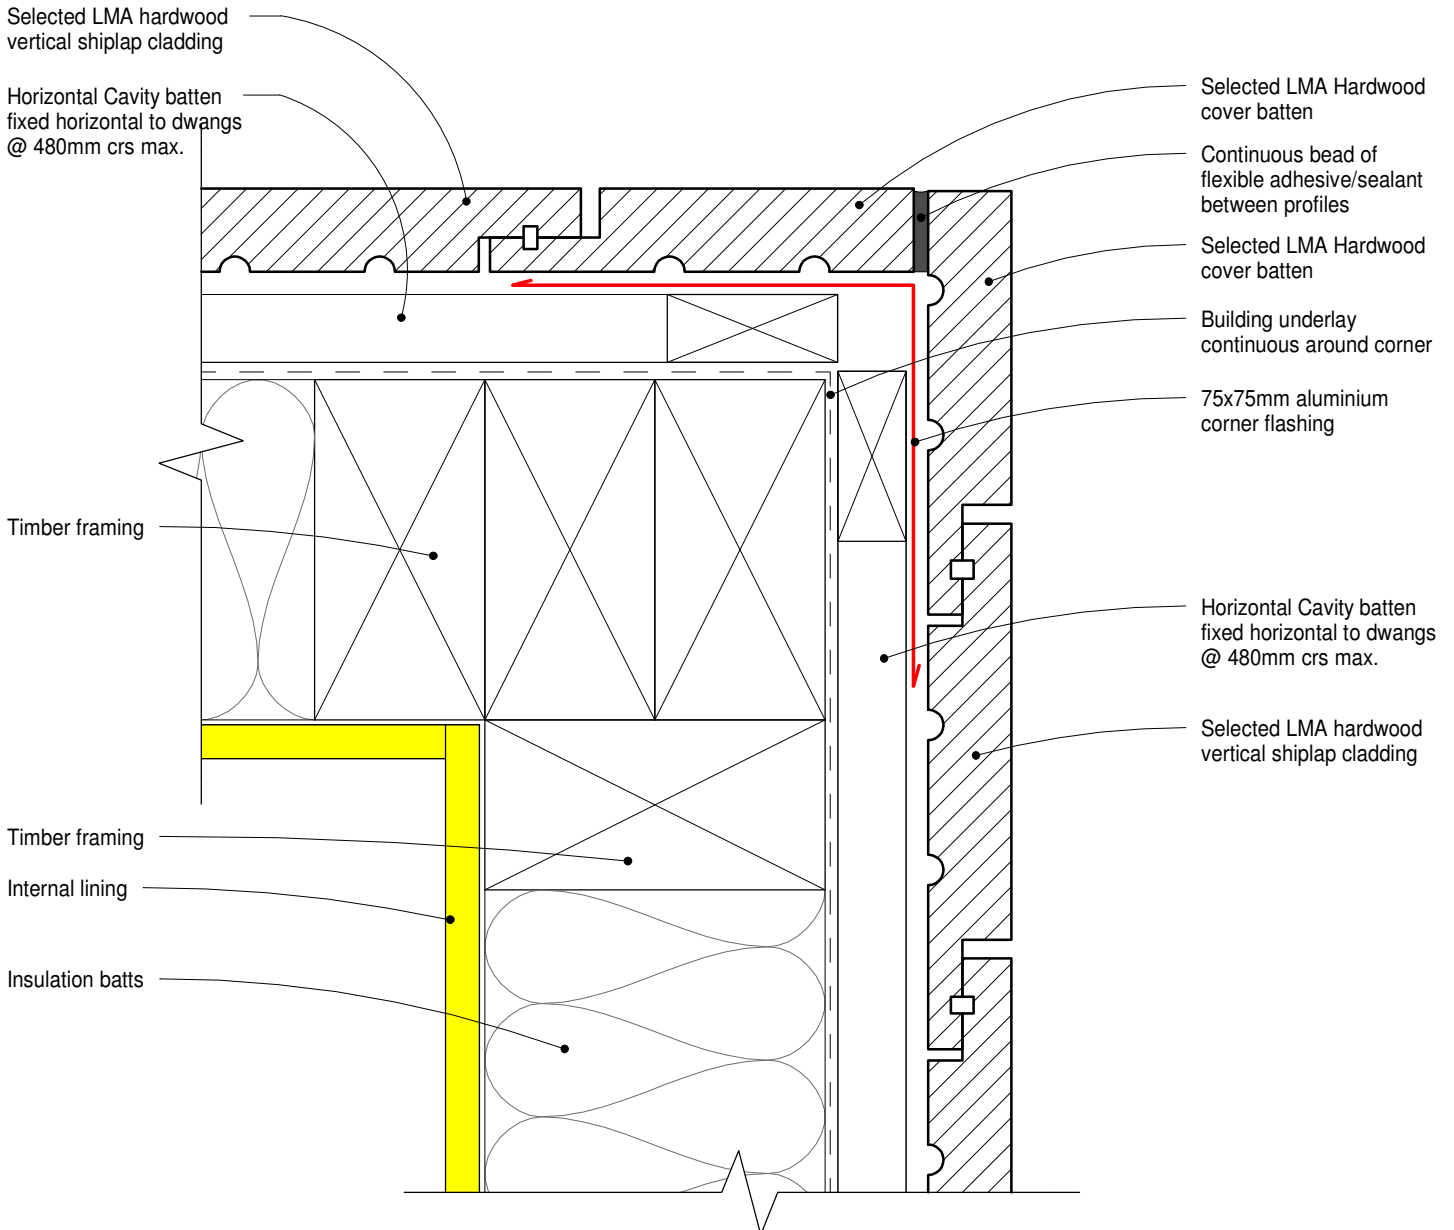 Selected LMA hardwood
vertical shiplap cladding
Horizontal Cavity batten
fixed horizontal to dwangs
@ 480mm crs max.
Timber framing
Timber framing
Internal lining
Insulation batts
Selected LMA Hardwood
cover batten
Continuous bead of
flexible adhesive/sealant
between profiles
Selected LMA Hardwood
cover batten
Building underlay
continuous around corner
75x75mm aluminium
corner flashing
Horizontal Cavity batten
fixed horizontal to dwangs
@ 480mm crs max.
Selected LMA hardwood
vertical shiplap cladding